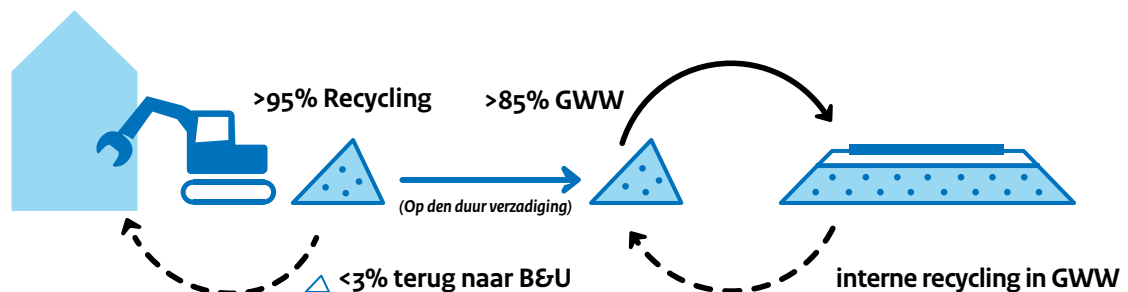 >95% Recycling
>85% GWW
(Op den duur verzadiging)
<3% terug naar B&U
interne recycling in GWW